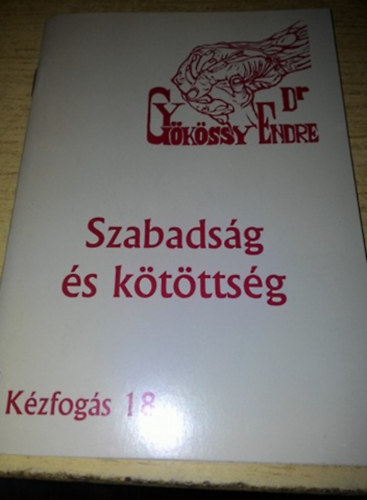 Dr
Gyökössy Endre
Szabadság
és kötöttség
Kézfogás 18